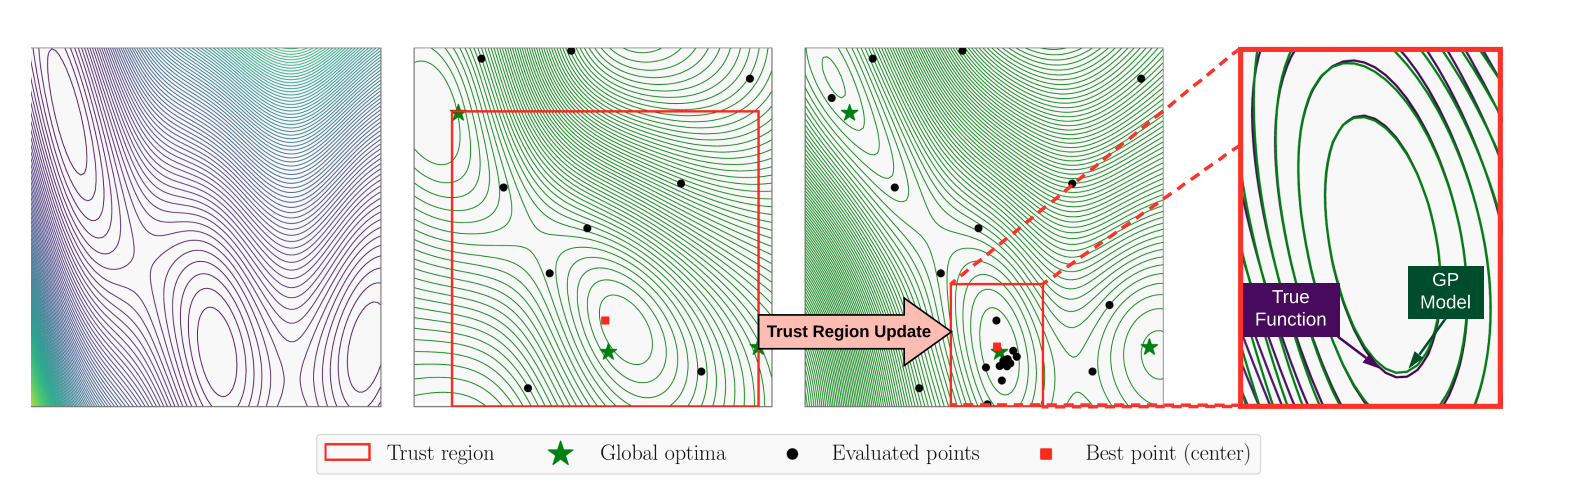 Trust Region Update
True
Function
GP
Model
Trust region
Global optima
Evaluated points
Best point (center)